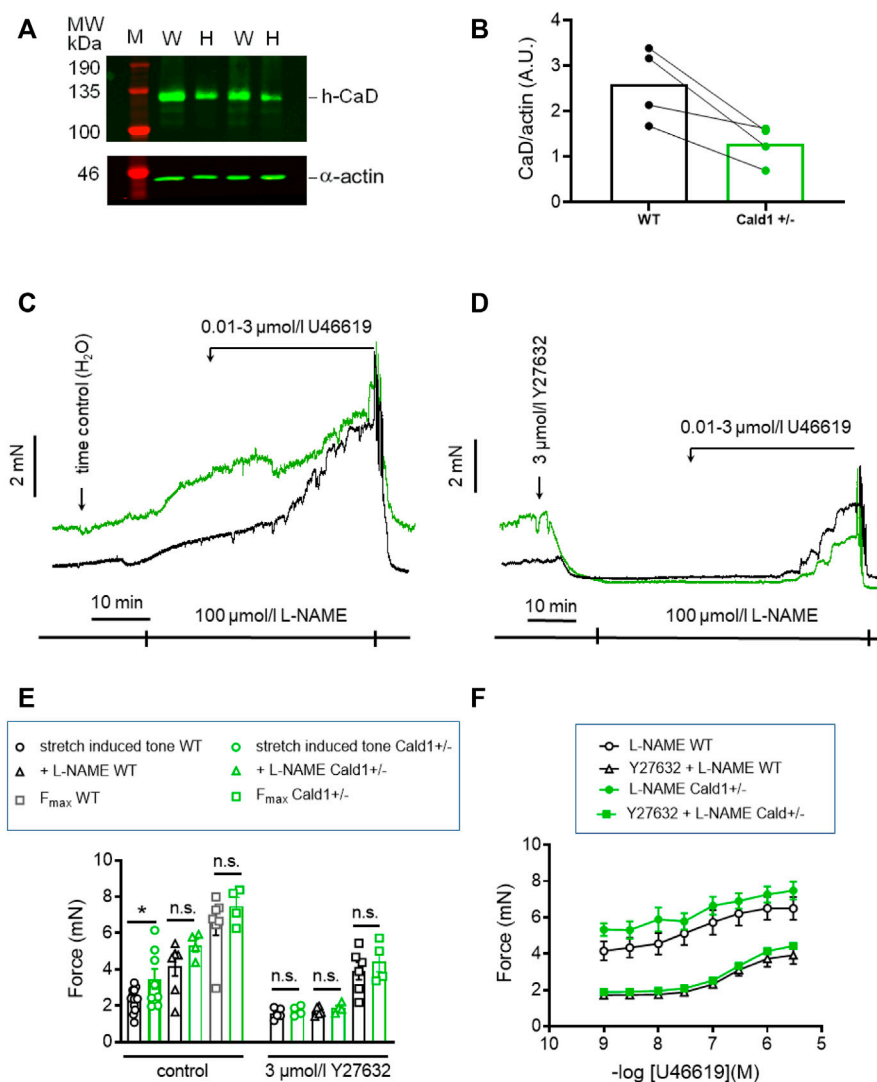 A
MW
kDa
M W H W H
190
135
100
h-CaD
46
α-actin
B
CaD/actin (A.U.)
4
3
2
1
0
WT
Cald1 +/-
C
0.01-3 µmol/l U46619
time control (H₂O)
2 mN
10 min
100 µmol/l L-NAME
D
3 µmol/l Y27632
0.01-3 µmol/l U46619
2 mN
10 min
100 µmol/l L-NAME
E
stretch induced tone WT
stretch induced tone Cald1+/-
+ L-NAME WT
+ L-NAME Cald1+/-
Fmax WT
Fmax Cald1+/-
Force (mN)
10
8
6
4
2
0
*
n.s.
n.s.
n.s.
n.s.
n.s.
control
3 µmol/l Y27632
F
L-NAME WT
Y27632 + L-NAME WT
L-NAME Cald1+/-
Y27632 + L-NAME Cald+/-
Force (mN)
10
8
6
4
2
0
10 9 8 7 6 5
-log [U46619](M)